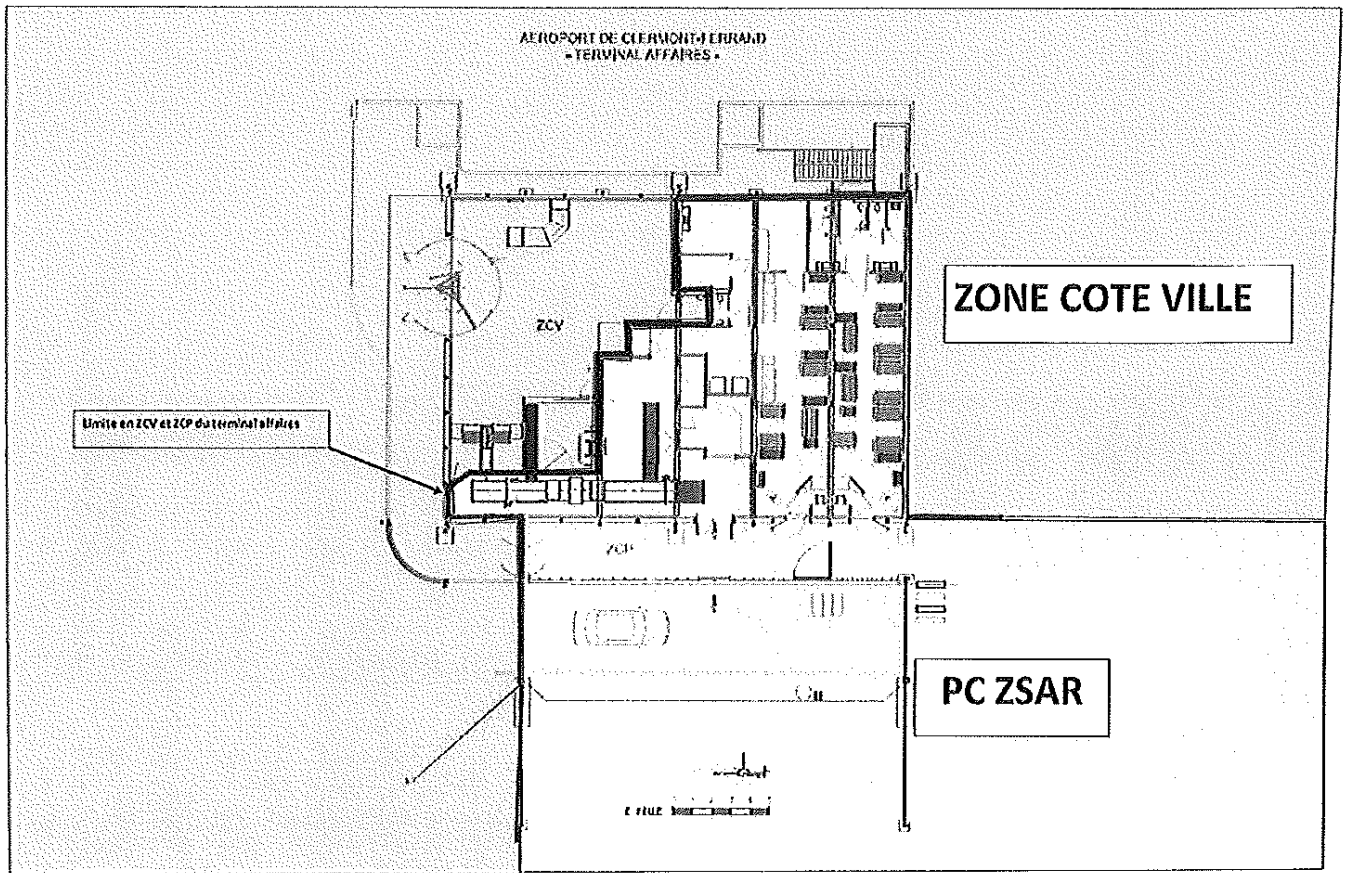 AEROPORT DE CLERMONT-FERRAND
- TERMINAL AFFAIRES -
ZONE COTE VILLE
ZCV
Limite en ZCV et ZCP du terminal affaires
ZCP
PC ZSAR